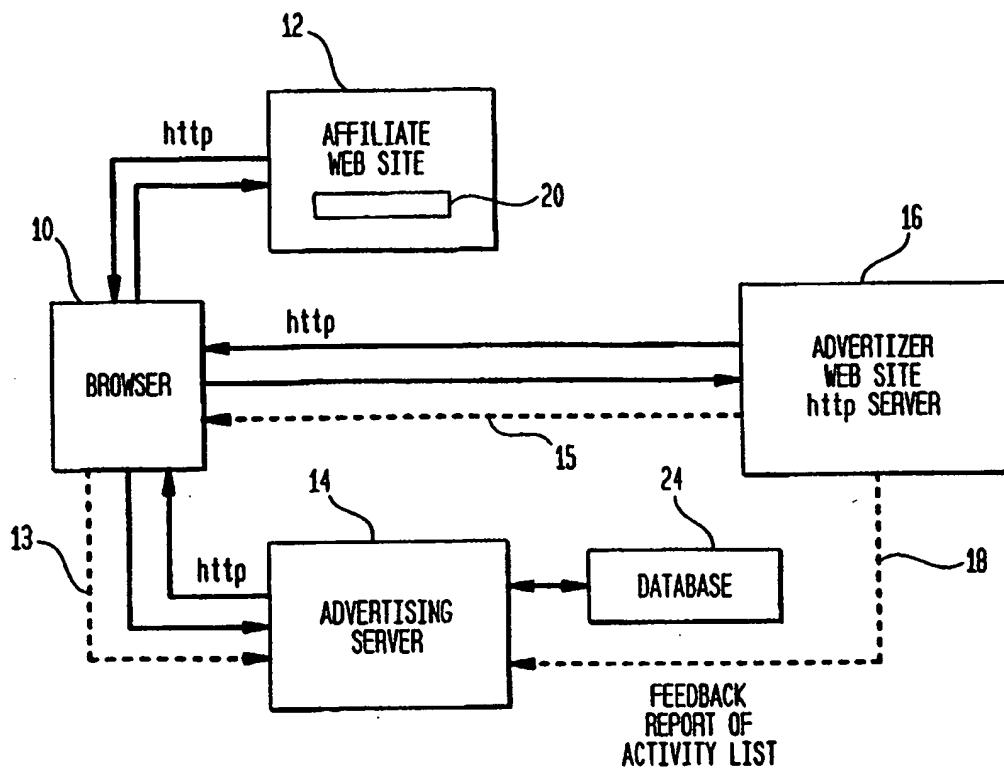 12
http
AFFILIATE
WEB SITE
20
10
16
http
BROWSER
ADVERTIZER
WEB SITE
http SERVER
15
14
24
13
http
18
ADVERTISING
SERVER
DATABASE
FEEDBACK
REPORT OF
ACTIVITY LIST